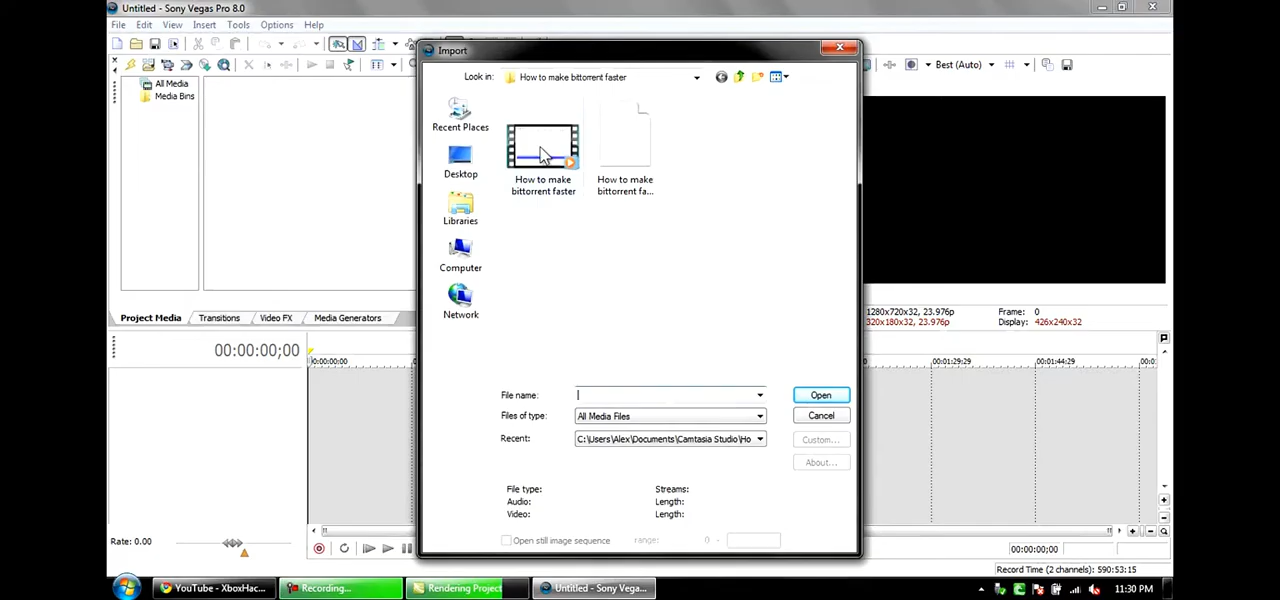 Untitled - Sony Vegas Pro 8.0
File Edit View Insert Tools Options Help
Import
Look in: How to make bittorrent faster
Best (Auto)
All Media
Media Bins
Recent Places
Desktop
Libraries
Computer
Network
How to make
bittorrent faster
How to make
bittorrent fa...
Project Media Transitions Video FX Media Generators
1280x720x32, 23.976p Frame: 0
320x180x32, 23.976p Display: 426x240x32
00:00:00;00
00:00:00 00:01:29:29 00:01:44:29 00:0
File name: Open
Files of type: All Media Files Cancel
Recent: C:\Users\Alex\Documents\Camtasia Studio\Ho Custom...
About...
File type: Streams:
Audio: Length:
Video: Length:
Open still image sequence range: 0 -
Rate: 0.00
00:00:00;00
Record Time (2 channels): 590:53:15
YouTube - XboxHac... Recording... Rendering Project Untitled - Sony Vega... 11:30 PM